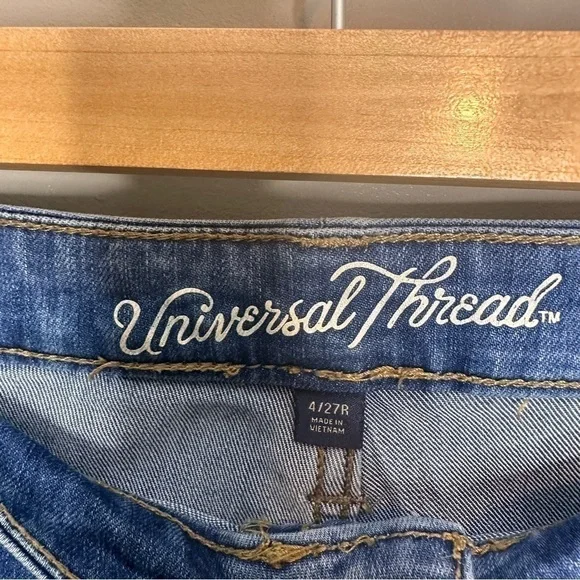 Universal Thread™
4/27R
MADE IN
VIETNAM